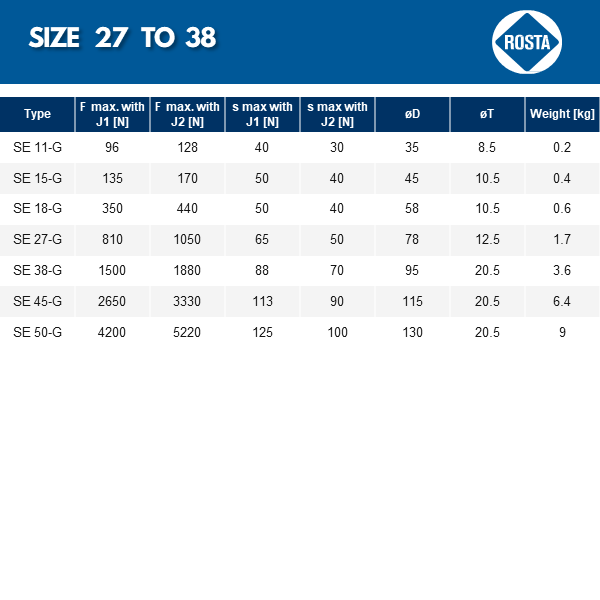 SIZE 27 TO 38
ROSTA
Type F max. with J1 [N] F max. with J2 [N] s max with J1 [N] s max with J2 [N] øD øT Weight [kg]
SE 11-G 96 128 40 30 35 8.5 0.2
SE 15-G 135 170 50 40 45 10.5 0.4
SE 18-G 350 440 50 40 58 10.5 0.6
SE 27-G 810 1050 65 50 78 12.5 1.7
SE 38-G 1500 1880 88 70 95 20.5 3.6
SE 45-G 2650 3330 113 90 115 20.5 6.4
SE 50-G 4200 5220 125 100 130 20.5 9